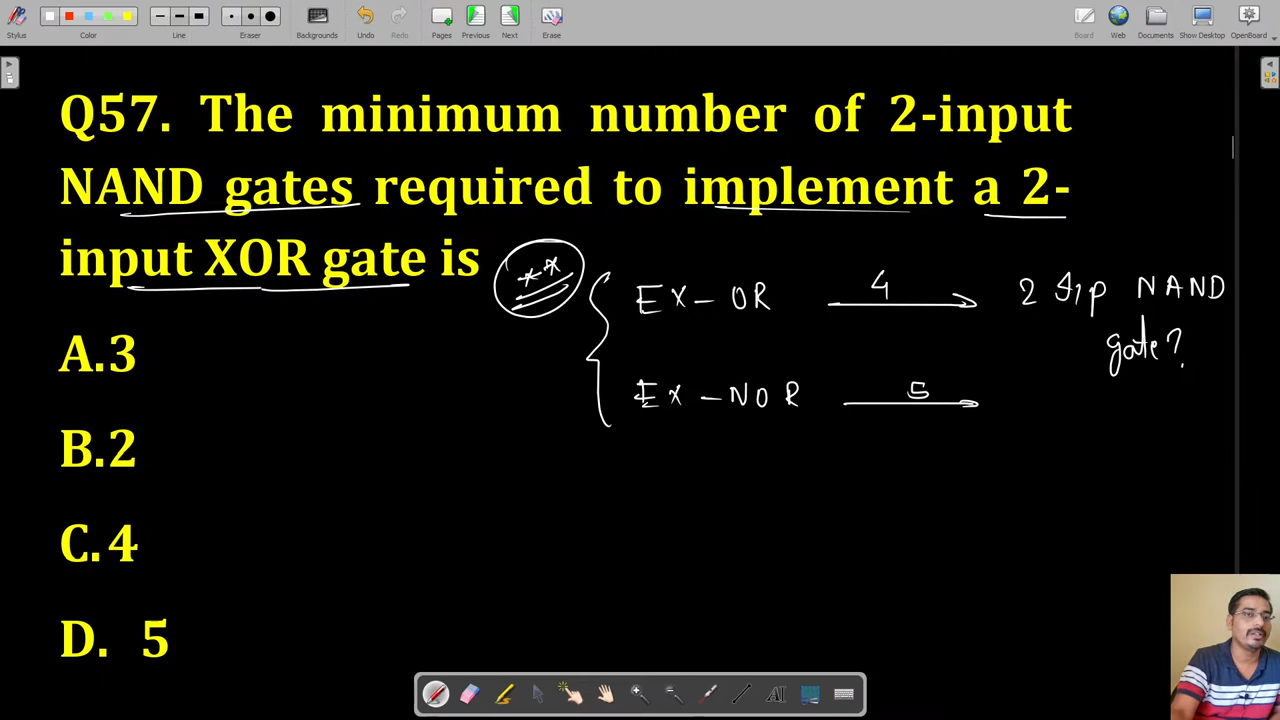 Stylus Color Line Eraser Backgrounds Undo Redo Pages Previous Next Erase Board Web Documents Show Desktop OpenBoard
Q57. The minimum number of 2-input
NAND gates required to implement a 2-
input XOR gate is
**
EX-OR 4 2 I/p NAND
gate?
A.3
EX-NOR 5
B.2
C.4
D. 5
AI